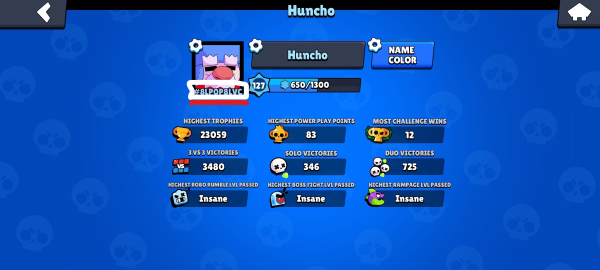 Huncho
Huncho
NAME
COLOR
#8LPQP8LVC
127
650/1300
HIGHEST TROPHIES
HIGHEST POWER PLAY POINTS
MOST CHALLENGE WINS
23059
83
12
3 VS 3 VICTORIES
SOLO VICTORIES
DUO VICTORIES
3480
346
725
HIGHEST ROBO RUMBLE LVL PASSED
HIGHEST BOSS FIGHT LVL PASSED
HIGHEST RAMPAGE LVL PASSED
Insane
Insane
Insane